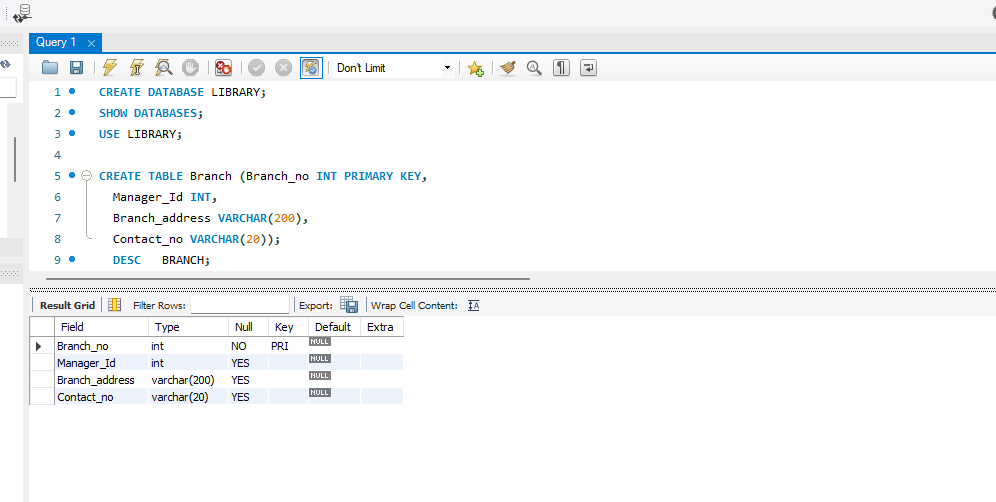 Query 1
Don't Limit
1 CREATE DATABASE LIBRARY;
2 SHOW DATABASES;
3 USE LIBRARY;
4
5 CREATE TABLE Branch (Branch_no INT PRIMARY KEY,
6 Manager_Id INT,
7 Branch_address VARCHAR(200),
8 Contact_no VARCHAR(20));
9 DESC BRANCH;
Result Grid Filter Rows: Export: Wrap Cell Content: IA
Field Type Null Key Default Extra
Branch_no int NO PRI NULL
Manager_Id int YES NULL
Branch_address varchar(200) YES NULL
Contact_no varchar(20) YES NULL